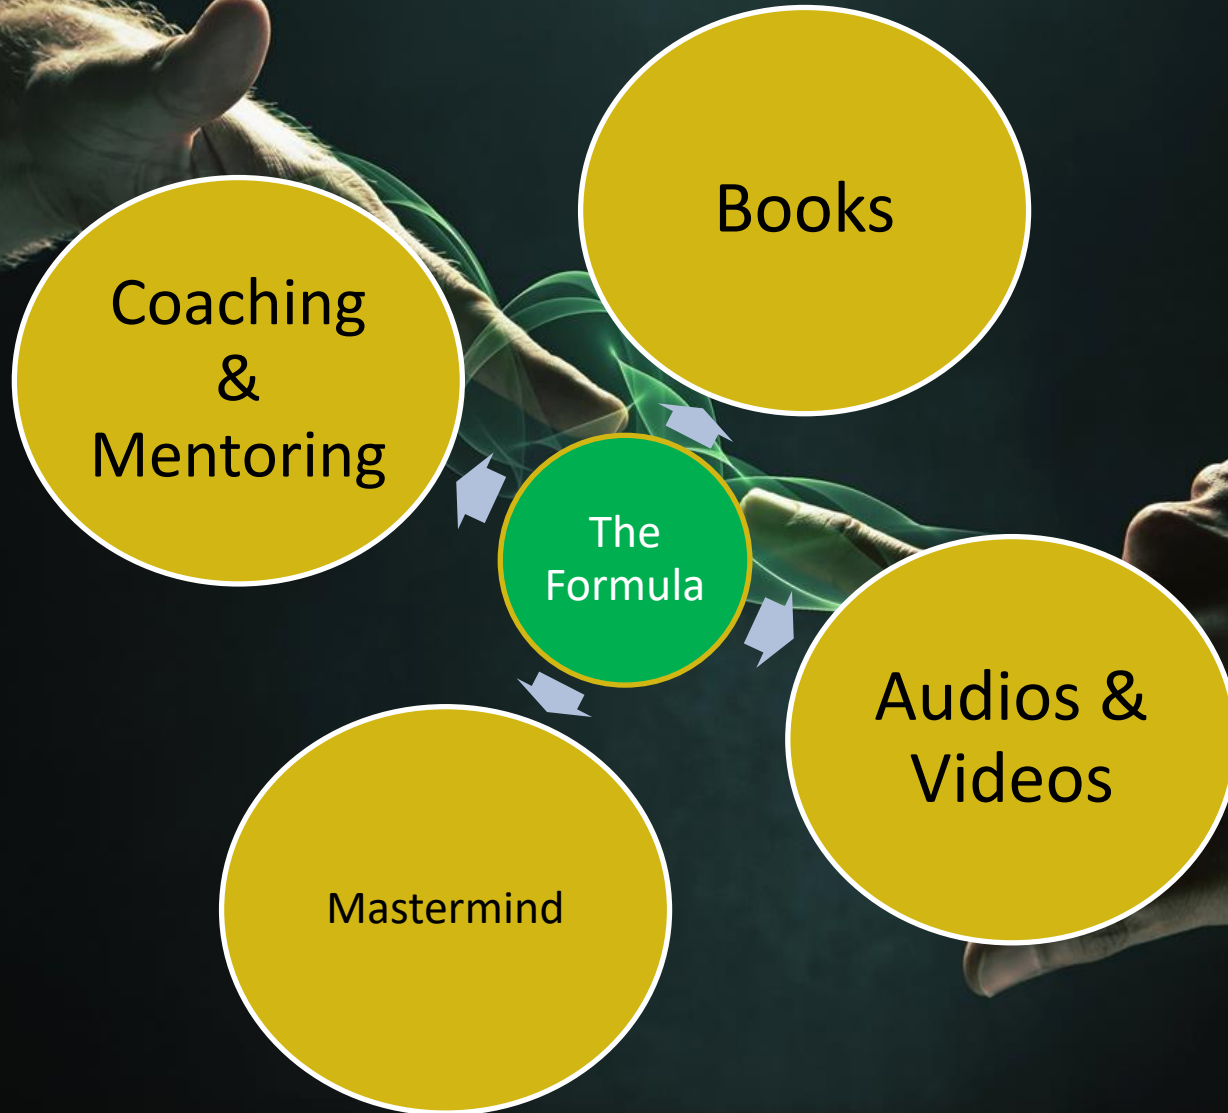 Books
Coaching
&
Mentoring
The
Formula
Audios &
Videos
Mastermind